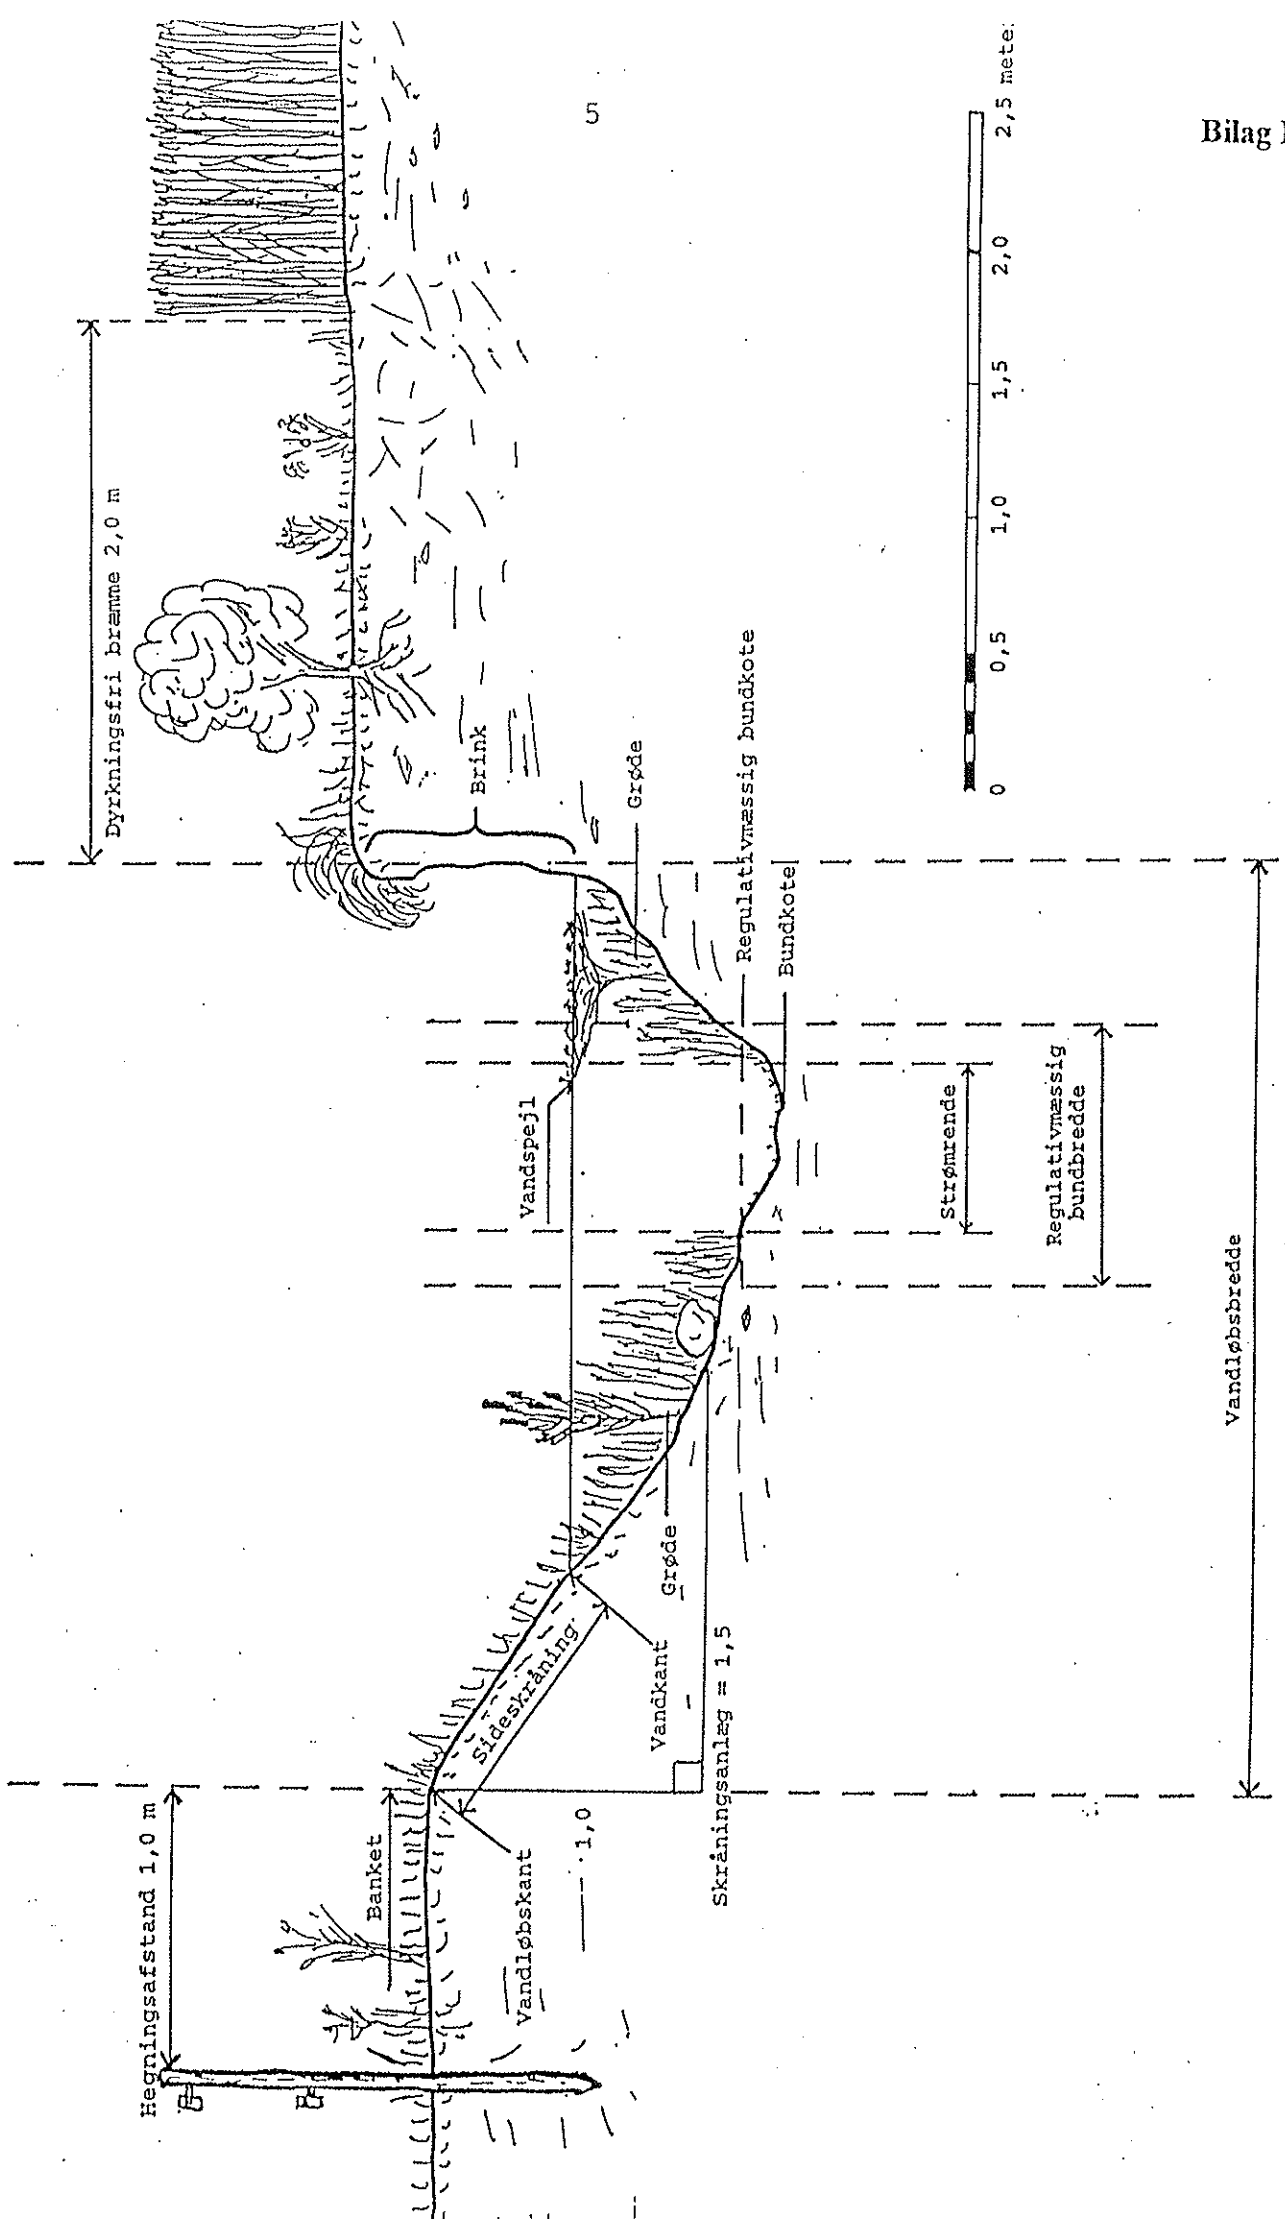 5
Bilag
Hegningsafstand 1,0 m
Dyrkningsfri bræmme 2,0 m
Banket
Vandløbskant
1,0
Sideskråning
Vandkant
Skråningsanlæg = 1,5
Grøde
Vandspejl
Brink
Grøde
Regulativmæssig bundkote
Bundkote
Strømrende
Regulativmæssig
bundbredde
Vandløbsbredde
0 0,5 1,0 1,5 2,0 2,5 mete